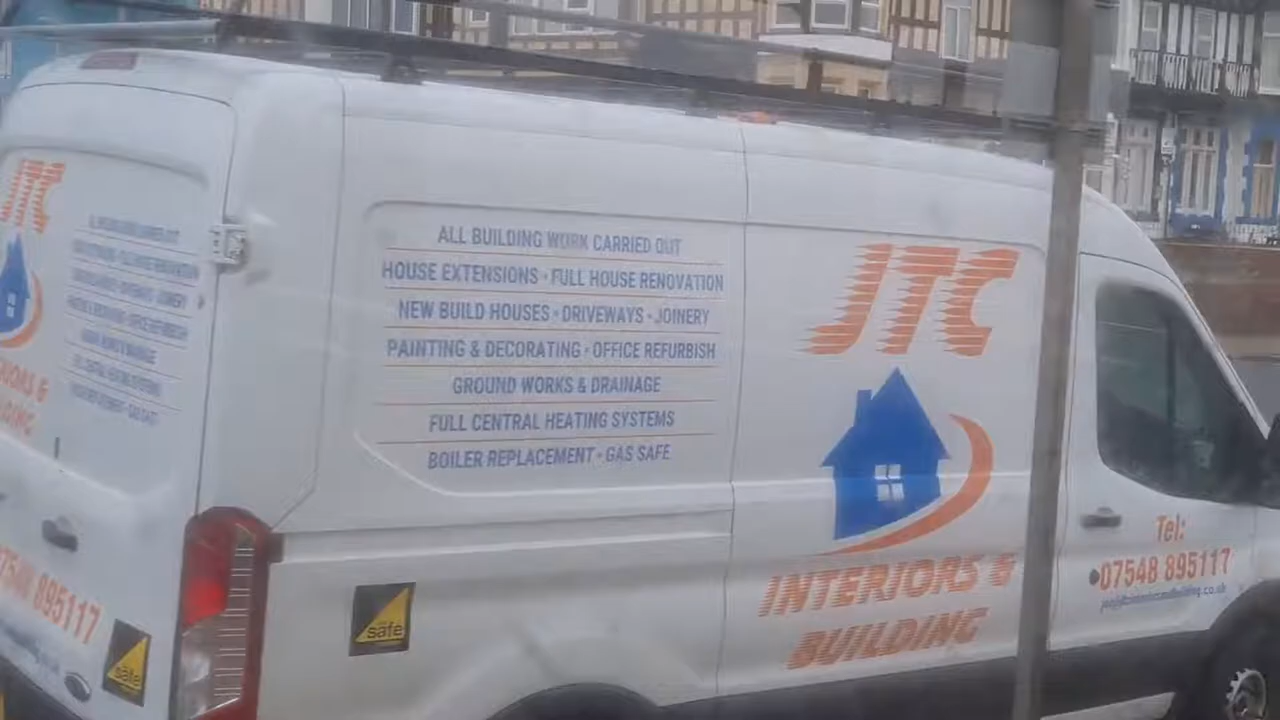 JTC
ALL BUILDING WORK CARRIED OUT
HOUSE EXTENSIONS · FULL HOUSE RENOVATION
NEW BUILD HOUSES · DRIVEWAYS · JOINERY
PAINTING & DECORATING · OFFICE REFURBISH
GROUND WORKS & DRAINAGE
FULL CENTRAL HEATING SYSTEMS
BOILER REPLACEMENT · GAS SAFE
JTC
INTERIORS &
BUILDING
Tel:
07548 895117
safe
895117
safe